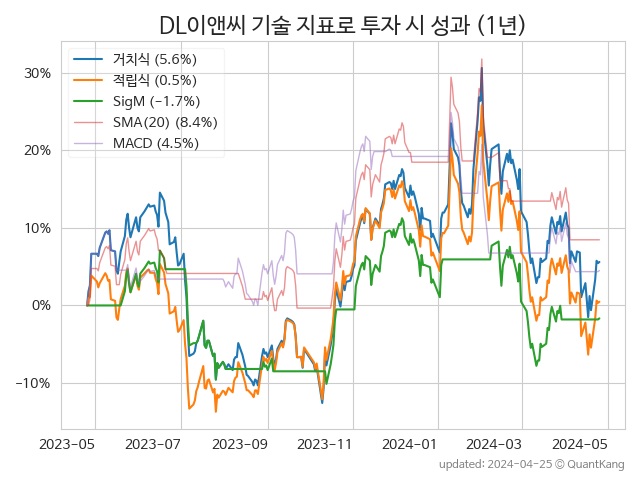 DL이앤씨 기술 지표로 투자 시 성과 (1년)
거치식 (5.6%)
적립식 (0.5%)
SigM (−1.7%)
SMA(20) (8.4%)
MACD (4.5%)
30%
20%
10%
0%
−10%
2023-05 2023-07 2023-09 2023-11 2024-01 2024-03 2024-05
updated: 2024-04-25 © QuantKang